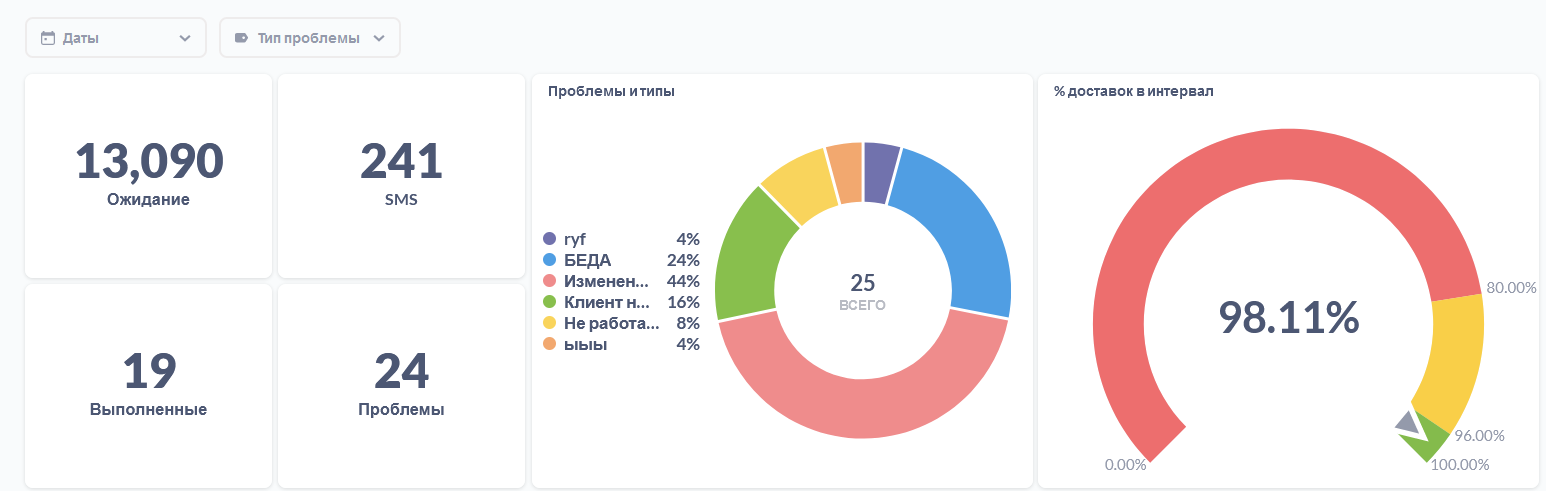 Даты
Тип проблемы
13,090
Ожидание
241
SMS
19
Выполненные
24
Проблемы
Проблемы и типы
ryf 4%
БЕДА 24%
Изменен... 44%
Клиент н... 16%
Не работа... 8%
ыыы 4%
25
ВСЕГО
% доставок в интервал
98.11%
80.00%
96.00%
0.00%
100.00%